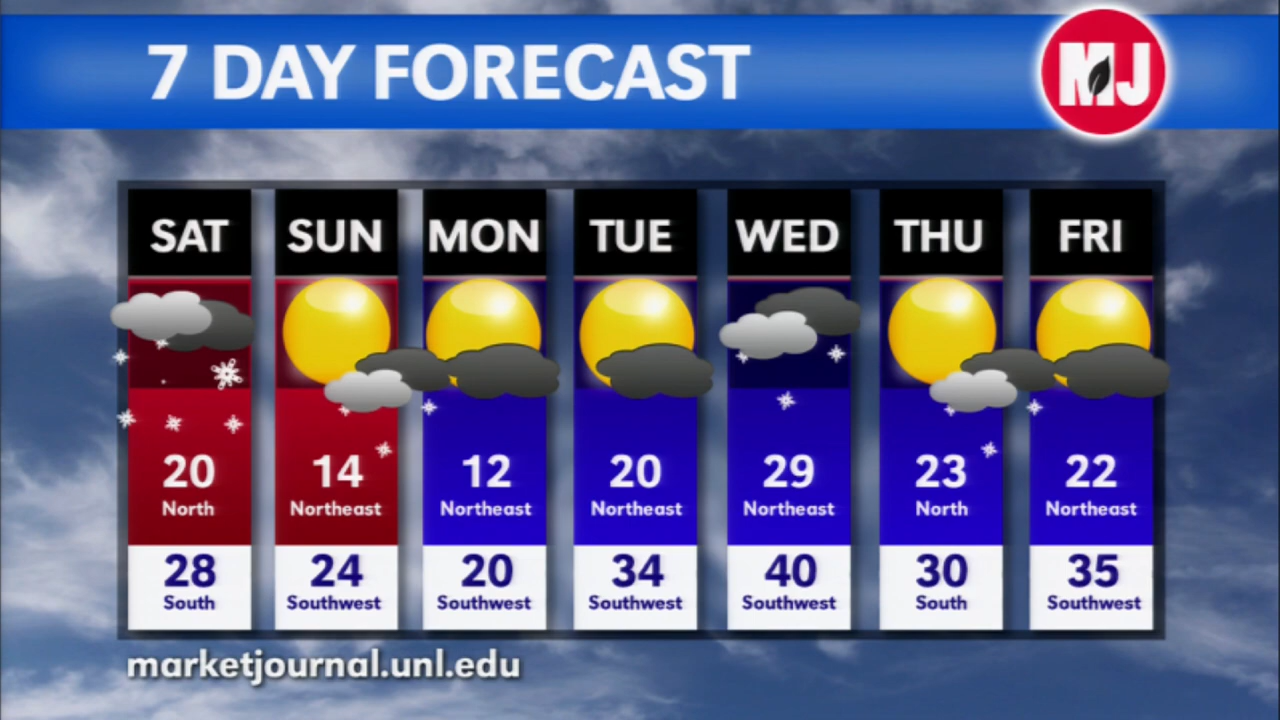 7 DAY FORECAST
MJ
SAT SUN MON TUE WED THU FRI
20 14 12 20 29 23 22
North Northeast Northeast Northeast Northeast North Northeast
28 24 20 34 40 30 35
South Southwest Southwest Southwest Southwest South Southwest
marketjournal.unl.edu